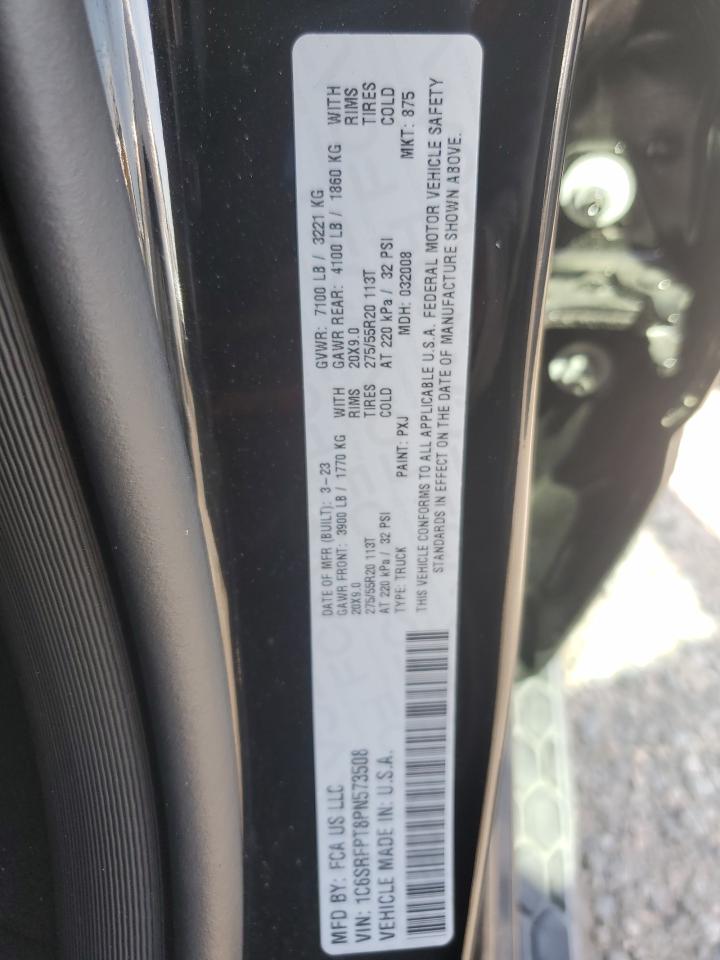 MFD BY: FCA US LLC
VIN: 1C6SRFPT8PN573508
VEHICLE MADE IN: U.S.A.
DATE OF MFR (BUILT): 3-23
GAWR FRONT: 3900 LB / 1770 KG WITH
20X9.0 RIMS
275/55R20 113T TIRES
AT 220 kPa / 32 PSI COLD
TYPE: TRUCK PAINT: PXJ MDH: 032008 MKT: 875
GVWR: 7100 LB / 3221 KG
GAWR REAR: 4100 LB / 1860 KG WITH
20X9.0 RIMS
275/55R20 113T TIRES
AT 220 kPa / 32 PSI COLD
THIS VEHICLE CONFORMS TO ALL APPLICABLE U.S.A. FEDERAL MOTOR VEHICLE SAFETY
STANDARDS IN EFFECT ON THE DATE OF MANUFACTURE SHOWN ABOVE.